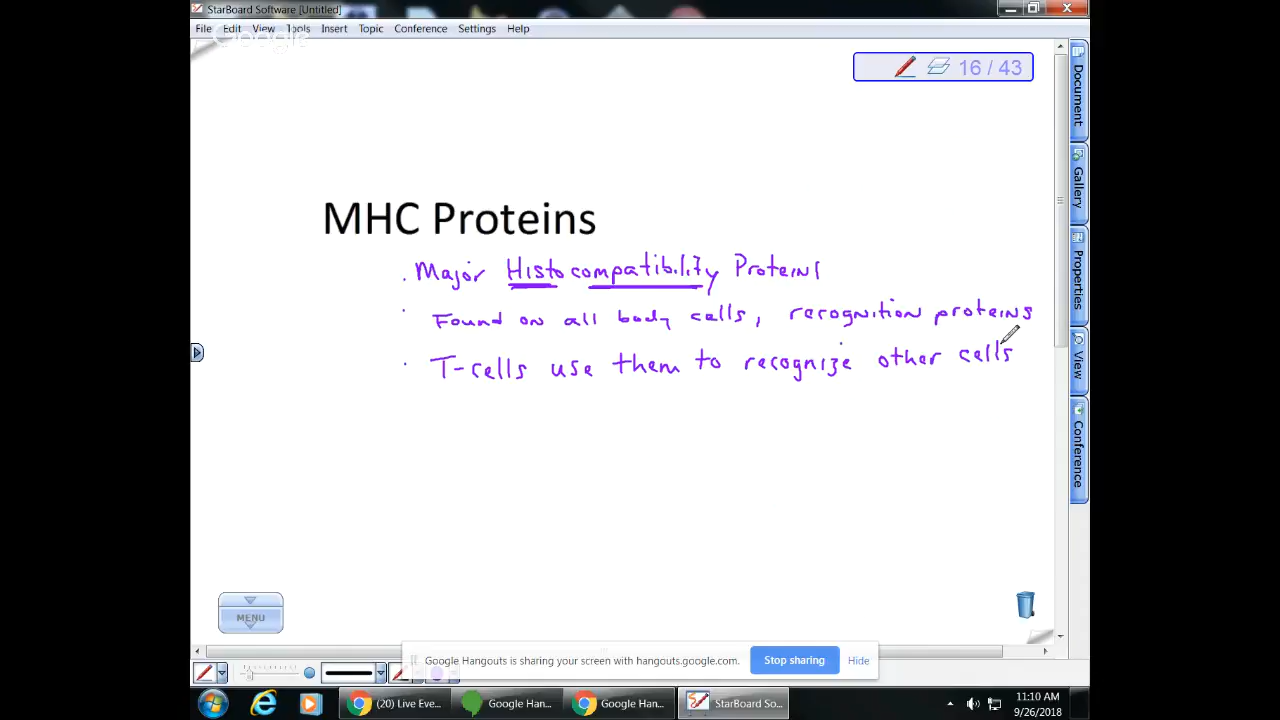 StarBoard Software [Untitled]
File Edit View Tools Insert Topic Conference Settings Help
Google
16 / 43
Document
Gallery
Properties
View
Conference
MHC Proteins
· Major Histocompatibility Proteins
· Found on all body cells, recognition proteins
· T-cells use them to recognize other cells
MENU
Google Hangouts is sharing your screen with hangouts.google.com. Stop sharing Hide
(20) Live Eve... Google Han... Google Han... StarBoard So...
11:10 AM
9/26/2018